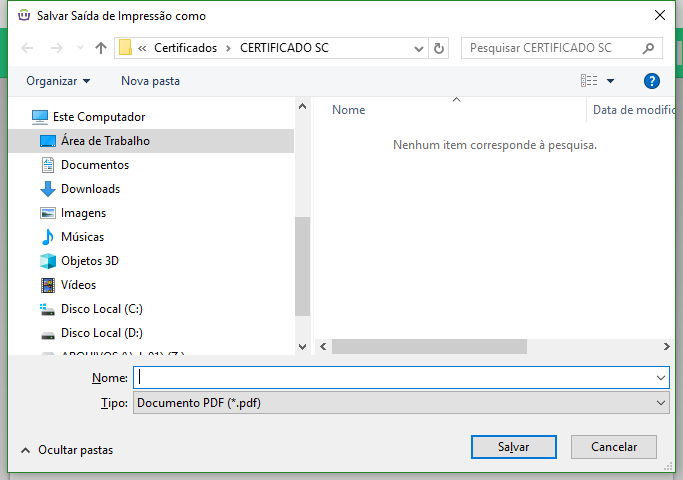 Salvar Saída de Impressão como
« Certificados › CERTIFICADO SC
Pesquisar CERTIFICADO SC
Organizar
Nova pasta
?
Este Computador
Área de Trabalho
Documentos
Downloads
Imagens
Músicas
Objetos 3D
Vídeos
Disco Local (C:)
Disco Local (D:)
Nome
Data de modific
Nenhum item corresponde à pesquisa.
Nome:
Tipo: Documento PDF (*.pdf)
Ocultar pastas
Salvar
Cancelar